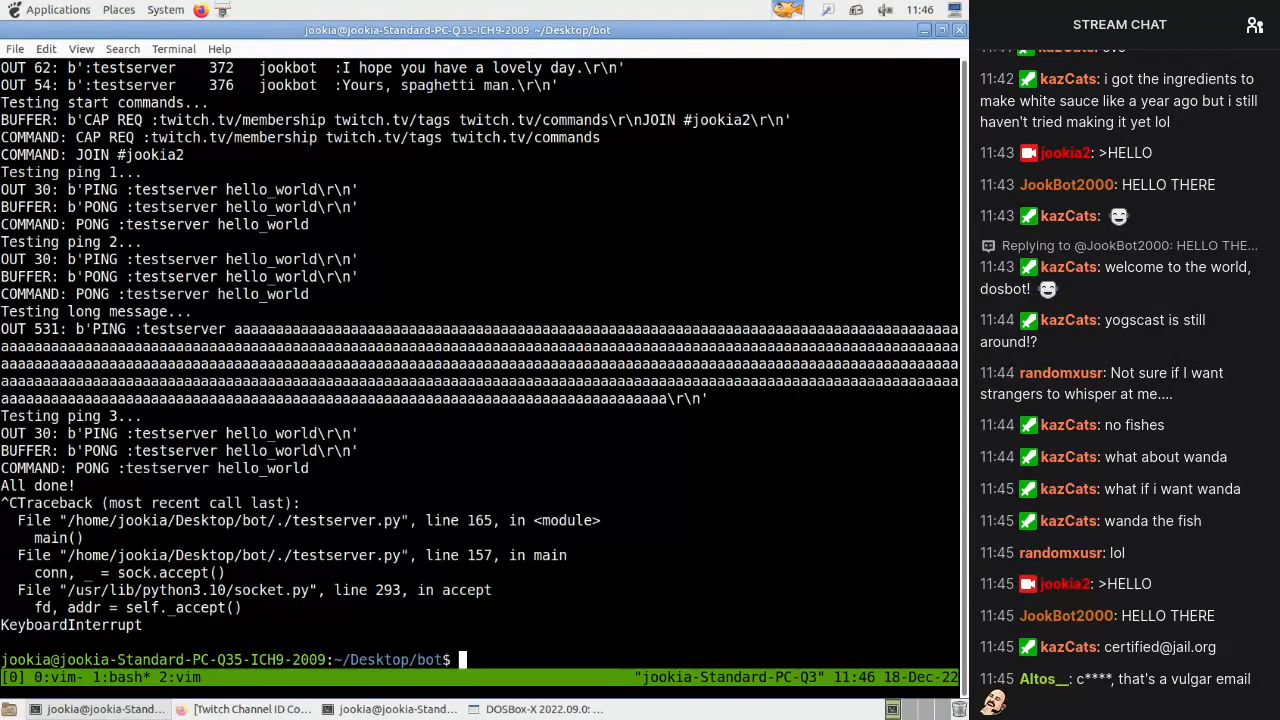 Applications Places System 11:46
jookia@jookia-Standard-PC-Q35-ICH9-2009: ~/Desktop/bot
File Edit View Search Terminal Help
OUT 62: b':testserver    372   jookbot  :I hope you have a lovely day.\r\n'
OUT 54: b':testserver    376   jookbot  :Yours, spaghetti man.\r\n'
Testing start commands...
BUFFER: b'CAP REQ :twitch.tv/membership twitch.tv/tags twitch.tv/commands\r\nJOIN #jookia2\r\n'
COMMAND: CAP REQ :twitch.tv/membership twitch.tv/tags twitch.tv/commands
COMMAND: JOIN #jookia2
Testing ping 1...
OUT 30: b'PING :testserver hello_world\r\n'
BUFFER: b'PONG :testserver hello_world\r\n'
COMMAND: PONG :testserver hello_world
Testing ping 2...
OUT 30: b'PING :testserver hello_world\r\n'
BUFFER: b'PONG :testserver hello_world\r\n'
COMMAND: PONG :testserver hello_world
Testing long message...
OUT 531: b'PING :testserver aaaaaaaaaaaaaaaaaaaaaaaaaaaaaaaaaaaaaaaaaaaaaaaaaaaaaaaaaaaaaaaaaaaaaaaaaaaaaaaaaaaaaaa
aaaaaaaaaaaaaaaaaaaaaaaaaaaaaaaaaaaaaaaaaaaaaaaaaaaaaaaaaaaaaaaaaaaaaaaaaaaaaaaaaaaaaaaaaaaaaaaaaaaaaaaaaaaaaaaaaaa
aaaaaaaaaaaaaaaaaaaaaaaaaaaaaaaaaaaaaaaaaaaaaaaaaaaaaaaaaaaaaaaaaaaaaaaaaaaaaaaaaaaaaaaaaaaaaaaaaaaaaaaaaaaaaaaaaaa
aaaaaaaaaaaaaaaaaaaaaaaaaaaaaaaaaaaaaaaaaaaaaaaaaaaaaaaaaaaaaaaaaaaaaaaaaaaaaaaaaaaaaaaaaaaaaaaaaaaaaaaaaaaaaaaaaaa
aaaaaaaaaaaaaaaaaaaaaaaaaaaaaaaaaaaaaaaaaaaaaaaaaaaaaaaaaaaaaaaaaaaaaaaaaaaaaaaa\r\n'
Testing ping 3...
OUT 30: b'PING :testserver hello_world\r\n'
BUFFER: b'PONG :testserver hello_world\r\n'
COMMAND: PONG :testserver hello_world
All done!
^CTraceback (most recent call last):
  File "/home/jookia/Desktop/bot/./testserver.py", line 165, in <module>
    main()
  File "/home/jookia/Desktop/bot/./testserver.py", line 157, in main
    conn, _ = sock.accept()
  File "/usr/lib/python3.10/socket.py", line 293, in accept
    fd, addr = self._accept()
KeyboardInterrupt
jookia@jookia-Standard-PC-Q35-ICH9-2009:~/Desktop/bot$
[0] 0:vim- 1:bash* 2:vim "jookia-Standard-PC-Q3" 11:46 18-Dec-22
jookia@jookia-Stand... [Twitch Channel ID Co... jookia@jookia-Stand... DOSBox-X 2022.09.0: ...
STREAM CHAT
11:42 kazCats: i got the ingredients to
make white sauce like a year ago but i still
haven't tried making it yet lol
11:43 jookia2: >HELLO
11:43 JookBot2000: HELLO THERE
11:43 kazCats:
Replying to @JookBot2000: HELLO THE...
11:43 kazCats: welcome to the world,
dosbot!
11:44 kazCats: yogscast is still
around!?
11:44 randomxusr: Not sure if I want
strangers to whisper at me....
11:44 kazCats: no fishes
11:45 kazCats: what about wanda
11:45 kazCats: what if i want wanda
11:45 kazCats: wanda the fish
11:45 randomxusr: lol
11:45 jookia2: >HELLO
11:45 JookBot2000: HELLO THERE
11:45 kazCats: certified@jail.org
11:45 Altos__: c****, that's a vulgar email